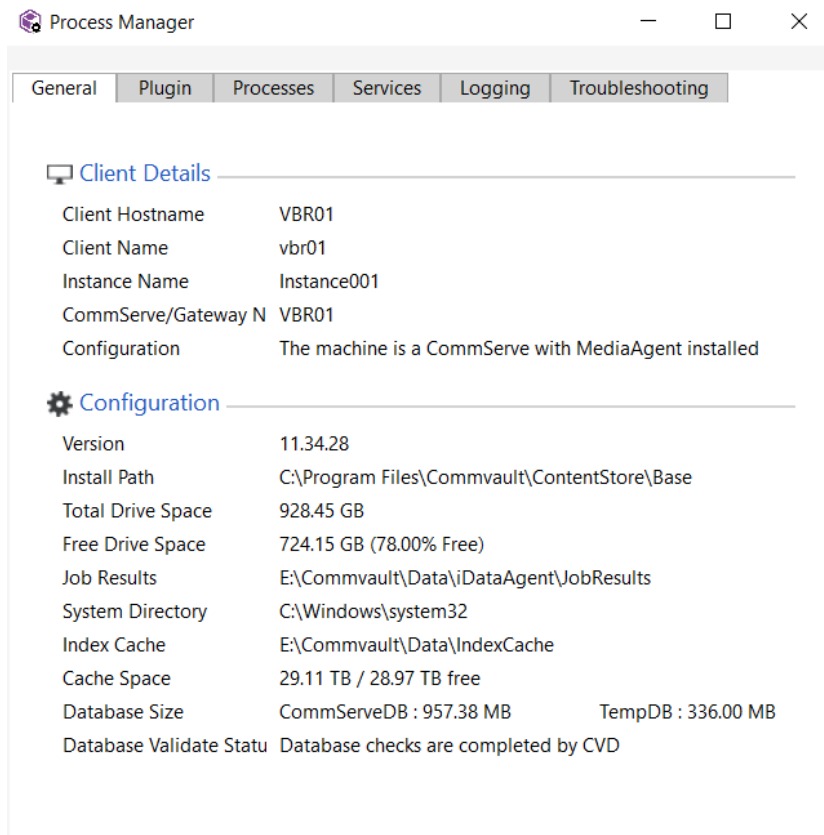 Process Manager
General Plugin Processes Services Logging Troubleshooting
Client Details
Client Hostname VBR01
Client Name vbr01
Instance Name Instance001
CommServe/Gateway N VBR01
Configuration The machine is a CommServe with MediaAgent installed
Configuration
Version 11.34.28
Install Path C:\Program Files\Commvault\ContentStore\Base
Total Drive Space 928.45 GB
Free Drive Space 724.15 GB (78.00% Free)
Job Results E:\Commvault\Data\iDataAgent\JobResults
System Directory C:\Windows\system32
Index Cache E:\Commvault\Data\IndexCache
Cache Space 29.11 TB / 28.97 TB free
Database Size CommServeDB : 957.38 MB TempDB : 336.00 MB
Database Validate Statu Database checks are completed by CVD